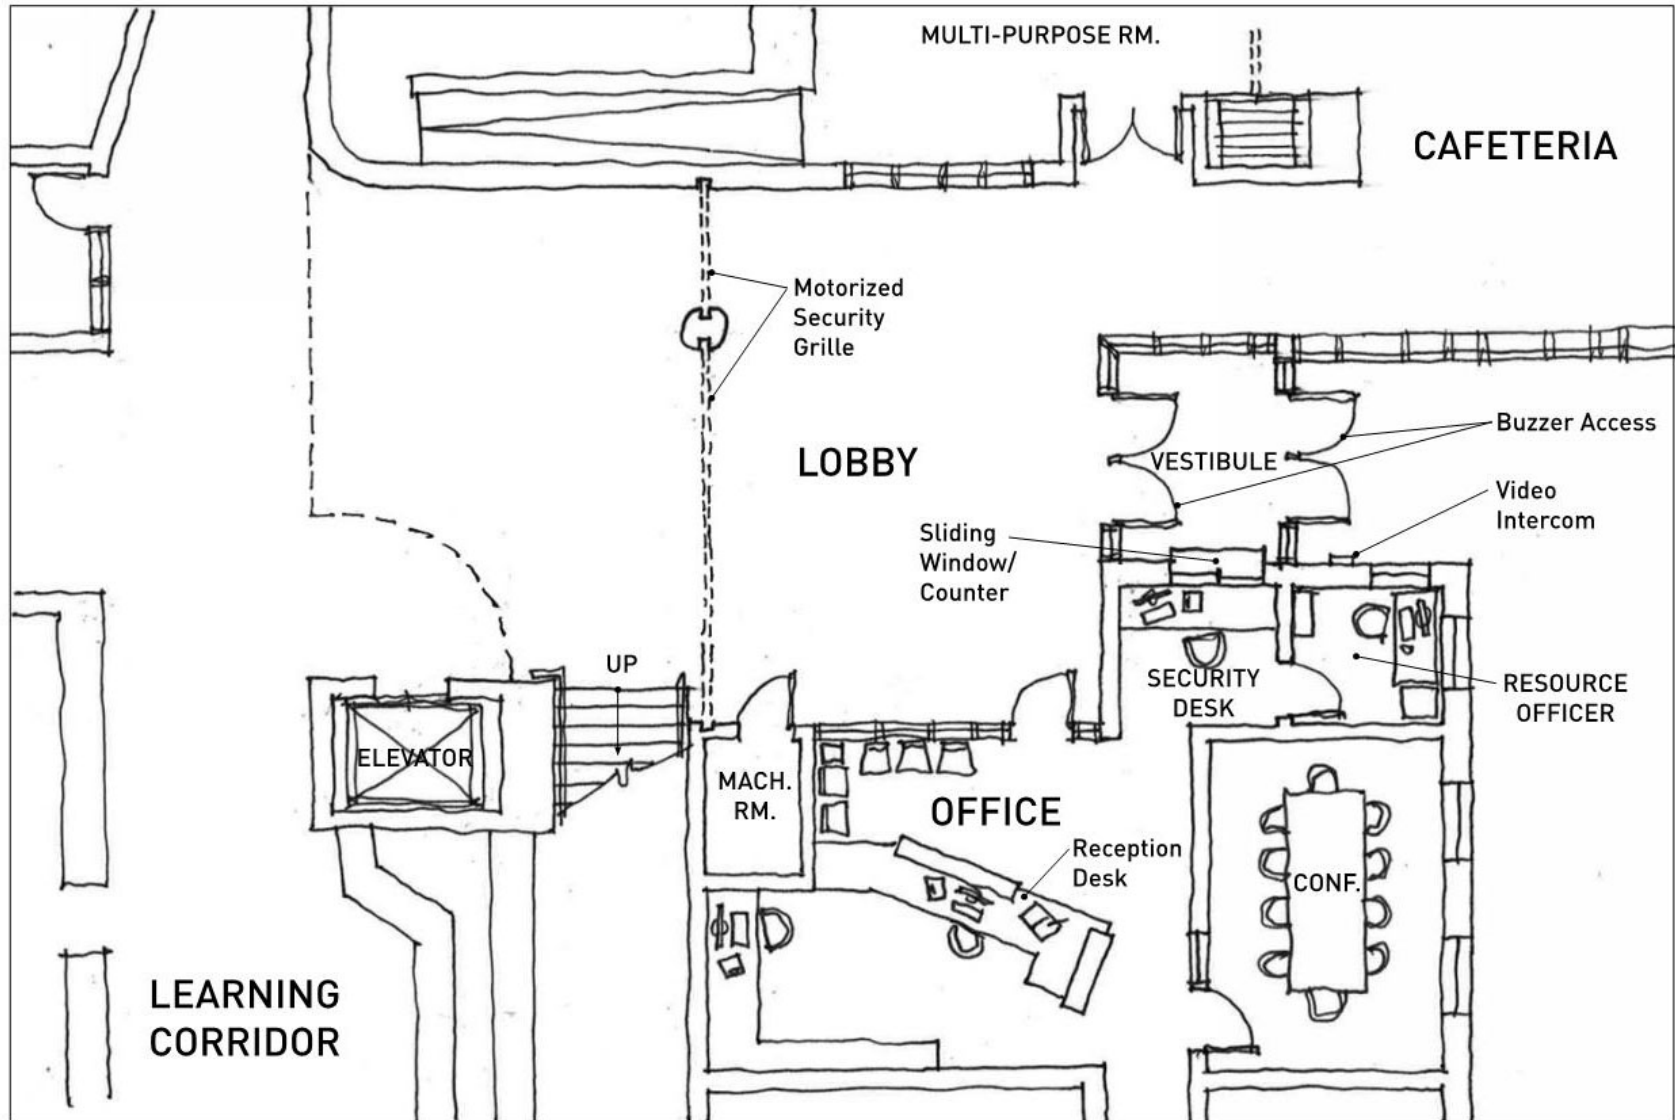 MULTI-PURPOSE RM.
CAFETERIA
Motorized
Security
Grille
LOBBY
VESTIBULE
Buzzer Access
Video
Intercom
Sliding
Window/
Counter
UP
SECURITY
DESK
RESOURCE
OFFICER
ELEVATOR
MACH.
RM.
OFFICE
Reception
Desk
CONF.
LEARNING
CORRIDOR